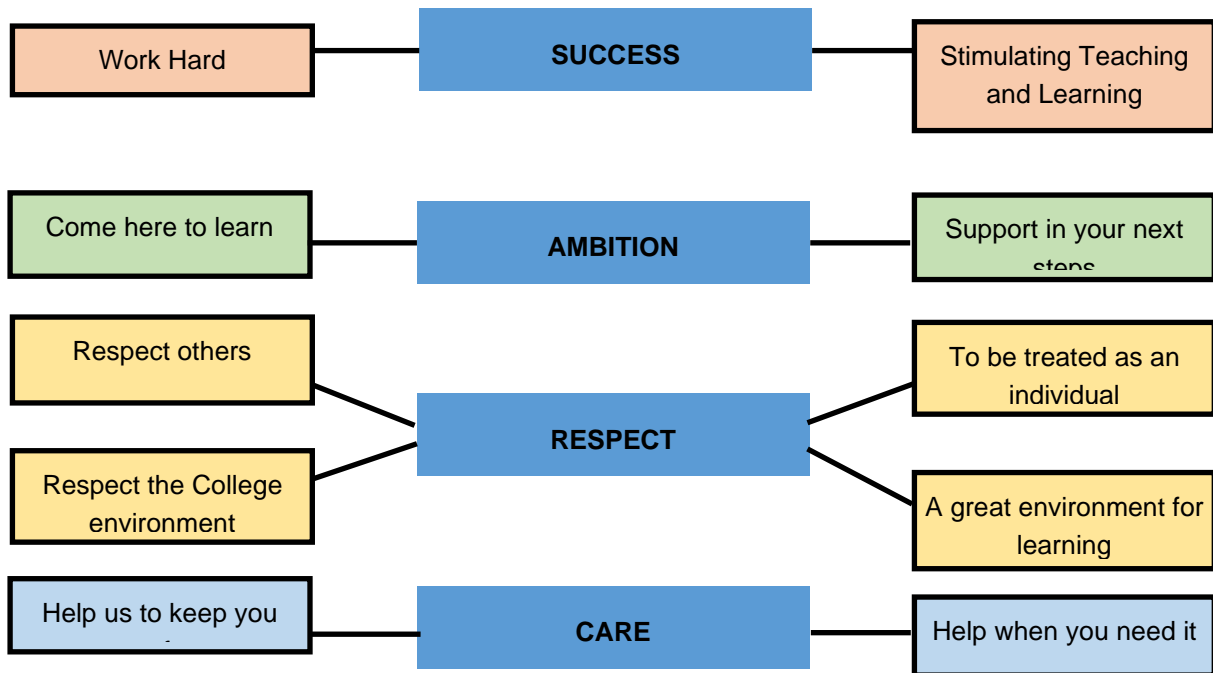 Work Hard
SUCCESS
Stimulating Teaching
and Learning
Come here to learn
AMBITION
Support in your next
steps
Respect others
To be treated as an
individual
RESPECT
Respect the College
environment
A great environment for
learning
Help us to keep you
CARE
Help when you need it